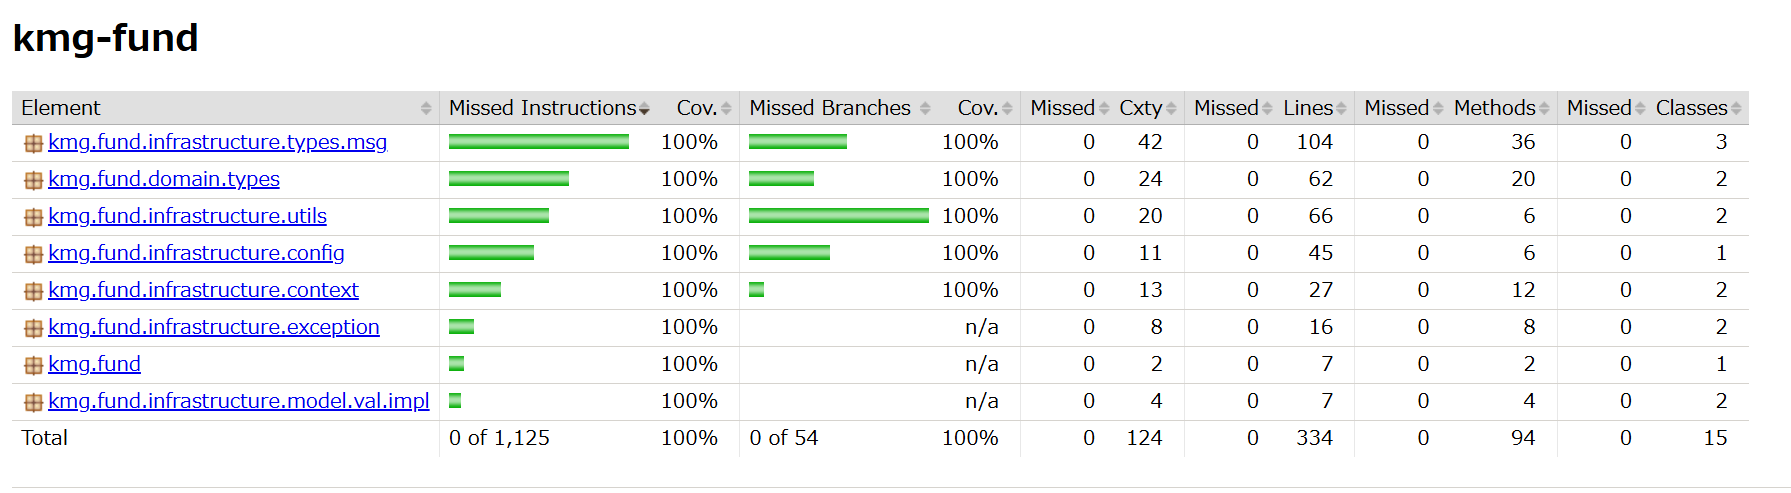 kmg-fund
Element Missed Instructions Cov. Missed Branches Cov. Missed Cxty Missed Lines Missed Methods Missed Classes
kmg.fund.infrastructure.types.msg 100% 100% 0 42 0 104 0 36 0 3
kmg.fund.domain.types 100% 100% 0 24 0 62 0 20 0 2
kmg.fund.infrastructure.utils 100% 100% 0 20 0 66 0 6 0 2
kmg.fund.infrastructure.config 100% 100% 0 11 0 45 0 6 0 1
kmg.fund.infrastructure.context 100% 100% 0 13 0 27 0 12 0 2
kmg.fund.infrastructure.exception 100% n/a 0 8 0 16 0 8 0 2
kmg.fund 100% n/a 0 2 0 7 0 2 0 1
kmg.fund.infrastructure.model.val.impl 100% n/a 0 4 0 7 0 4 0 2
Total 0 of 1,125 100% 0 of 54 100% 0 124 0 334 0 94 0 15